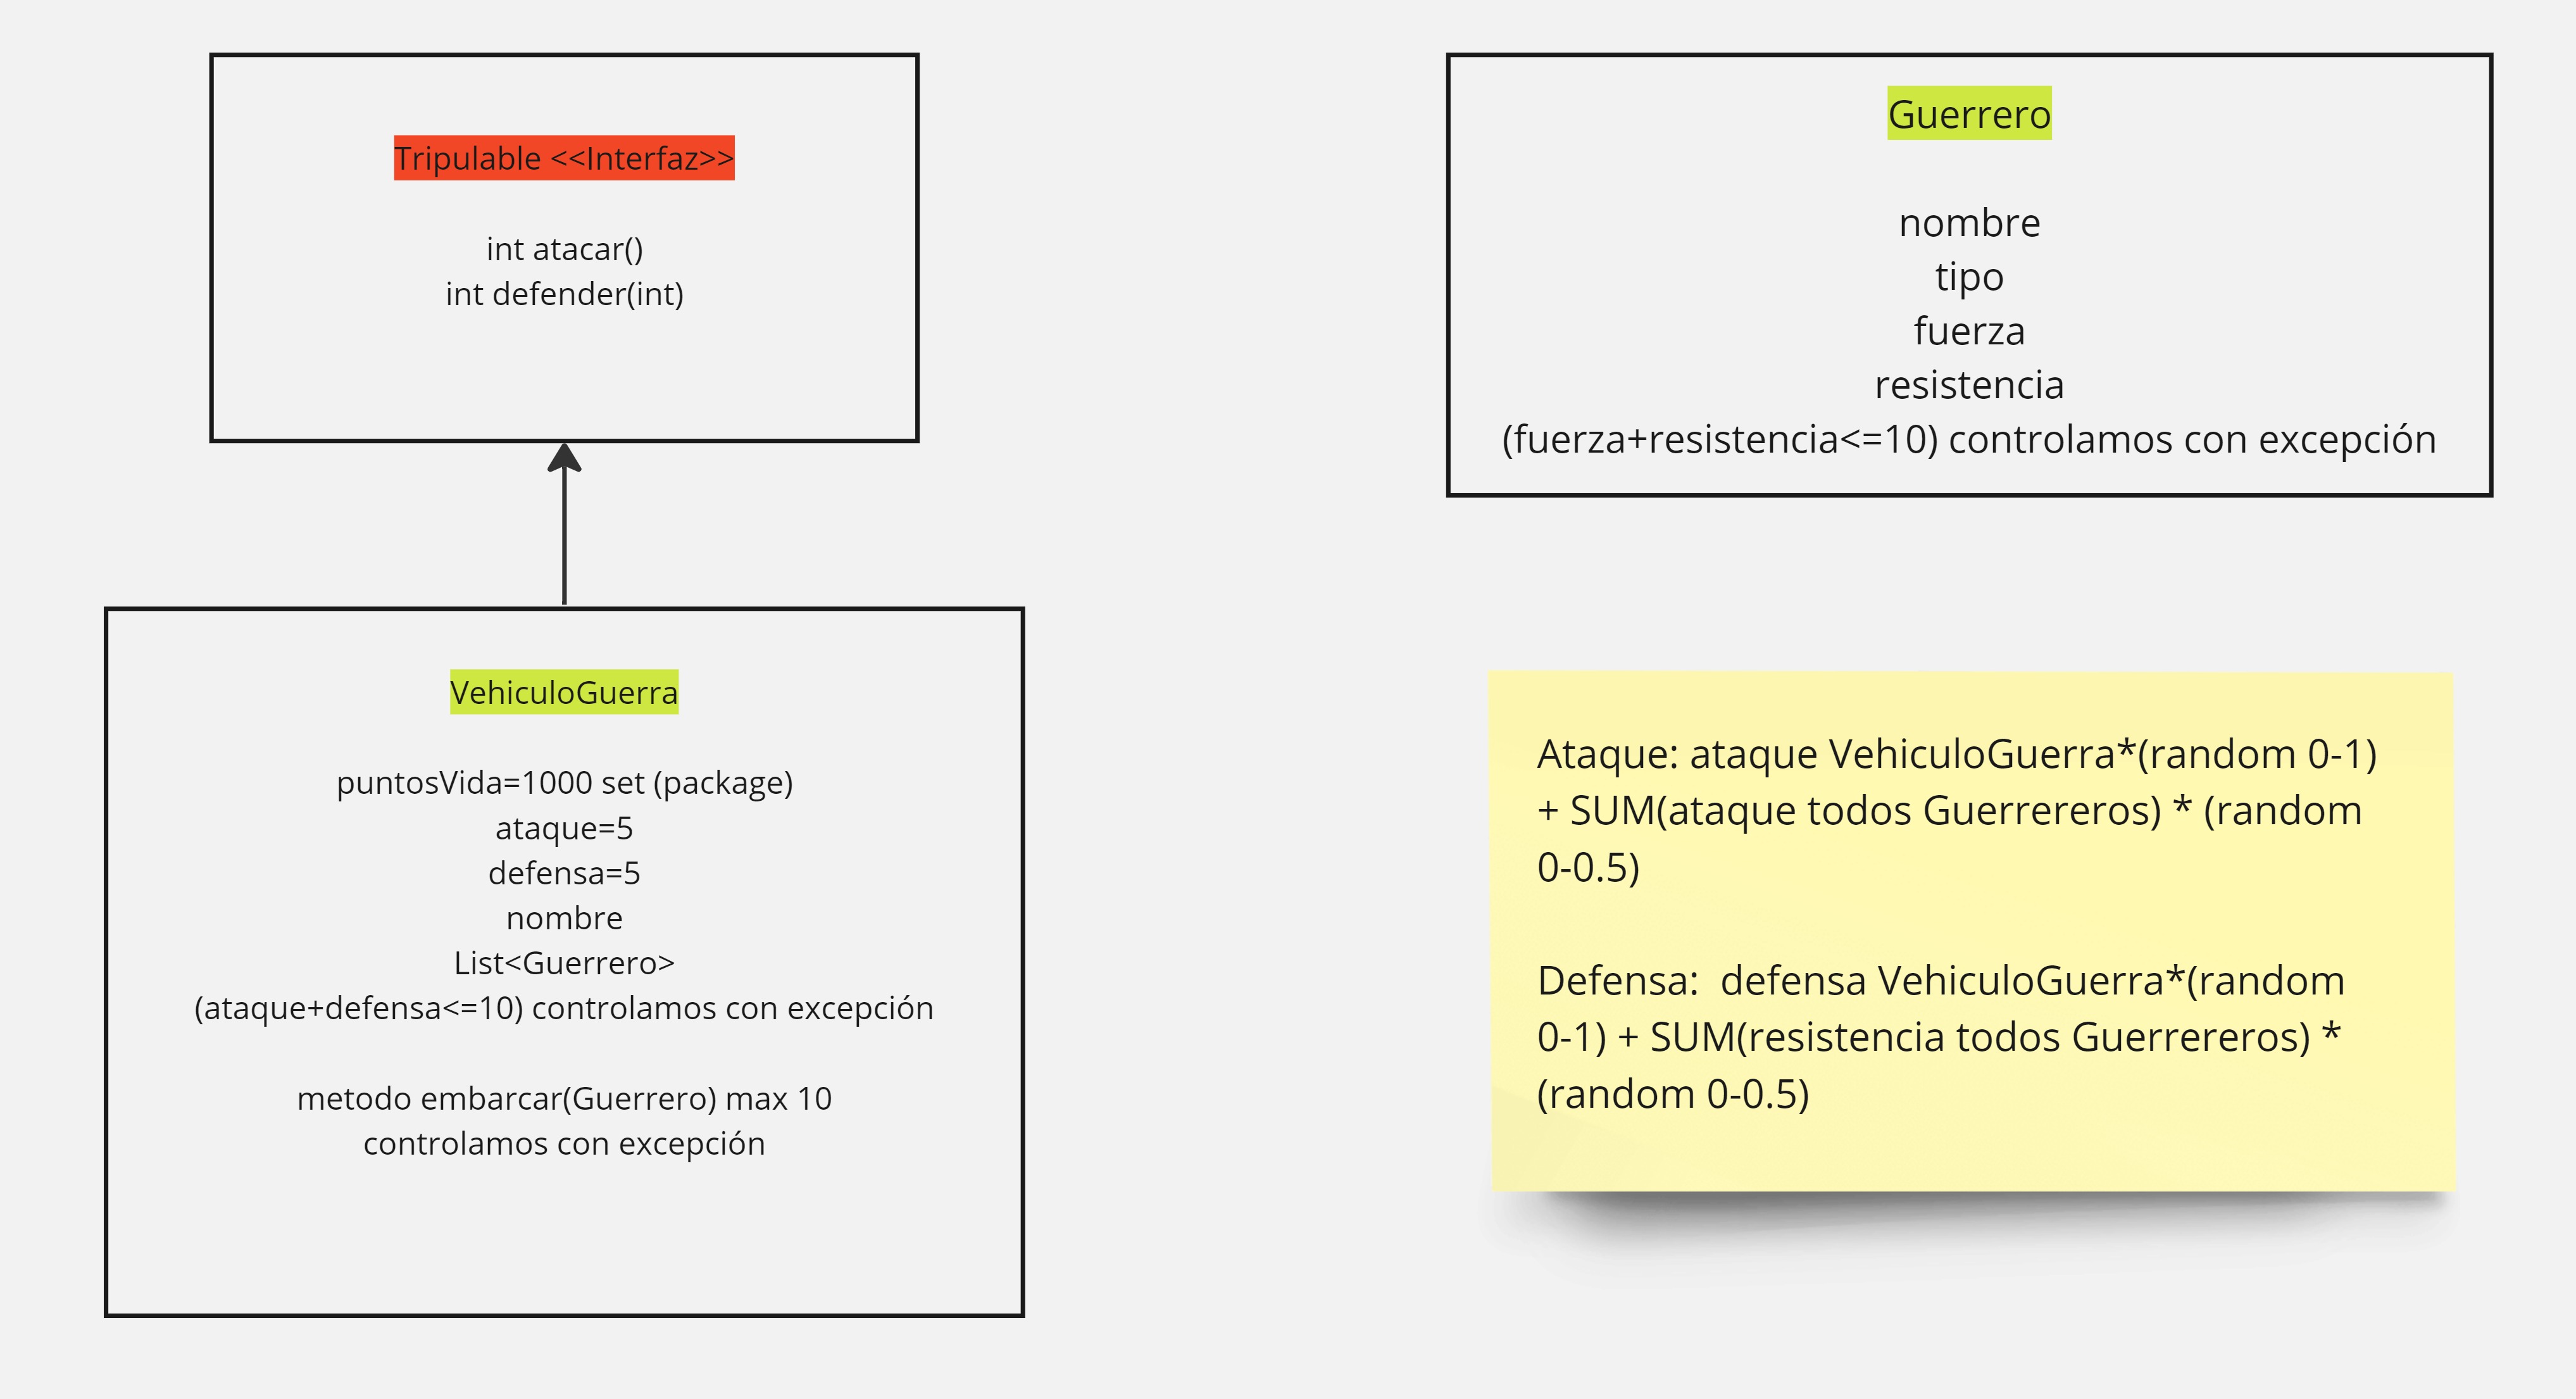 Tripulable <<Interfaz>>
int atacar()
int defender(int)
Guerrero
nombre
tipo
fuerza
resistencia
(fuerza+resistencia<=10) controlamos con excepción
VehiculoGuerra
puntosVida=1000 set (package)
ataque=5
defensa=5
nombre
List<Guerrero>
(ataque+defensa<=10) controlamos con excepción
metodo embarcar(Guerrero) max 10
controlamos con excepción
Ataque: ataque VehiculoGuerra*(random 0-1)
+ SUM(ataque todos Guerrereros) * (random
0-0.5)
Defensa:  defensa VehiculoGuerra*(random
0-1) + SUM(resistencia todos Guerrereros) *
(random 0-0.5)